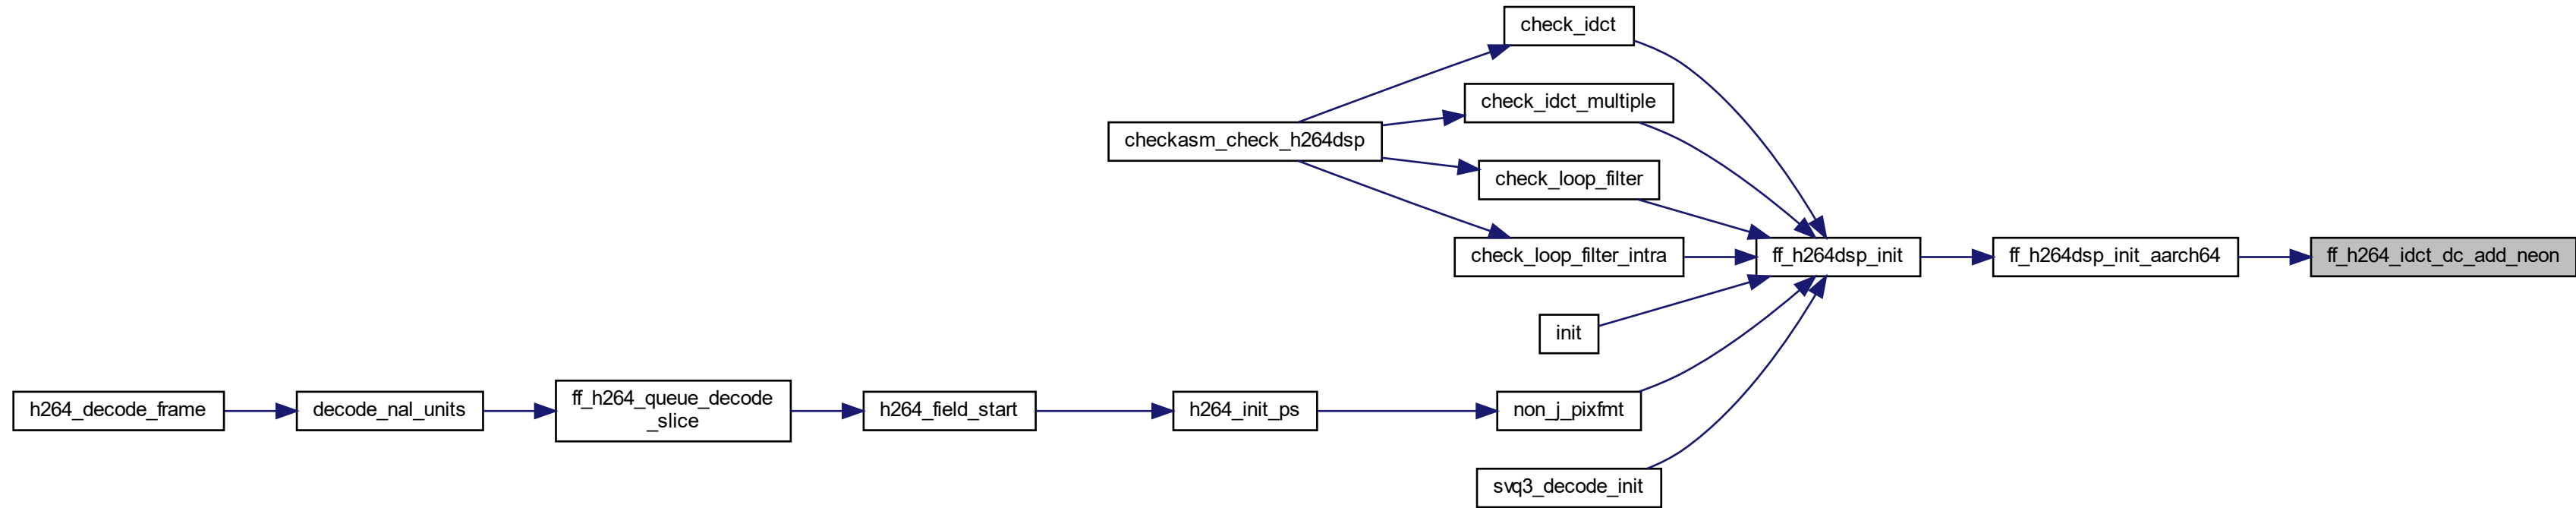 check_idct
check_idct_multiple
checkasm_check_h264dsp
check_loop_filter
check_loop_filter_intra
ff_h264dsp_init
ff_h264dsp_init_aarch64
ff_h264_idct_dc_add_neon
init
h264_decode_frame
decode_nal_units
ff_h264_queue_decode
_slice
h264_field_start
h264_init_ps
non_j_pixfmt
svq3_decode_init